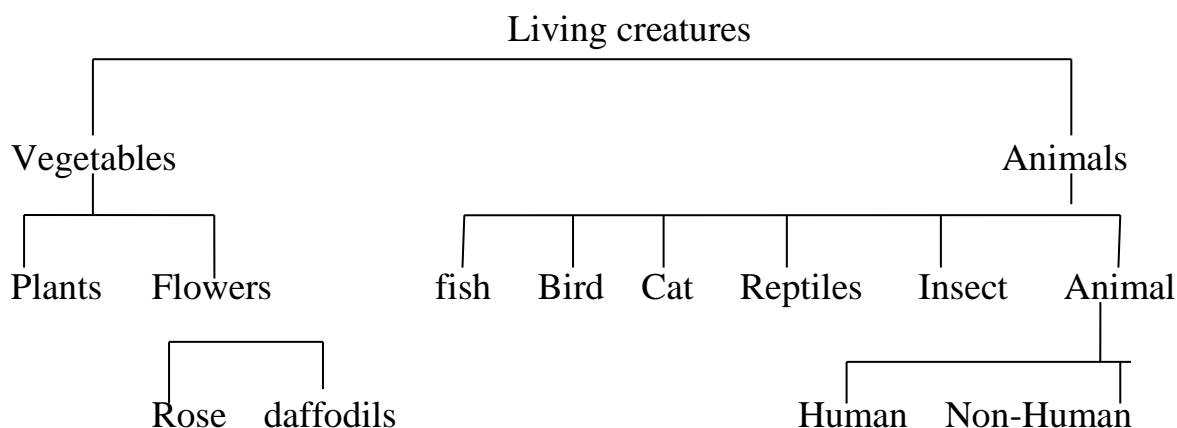 Living creatures
Vegetables Animals
Plants Flowers fish Bird Cat Reptiles Insect Animal
Rose daffodils Human Non-Human